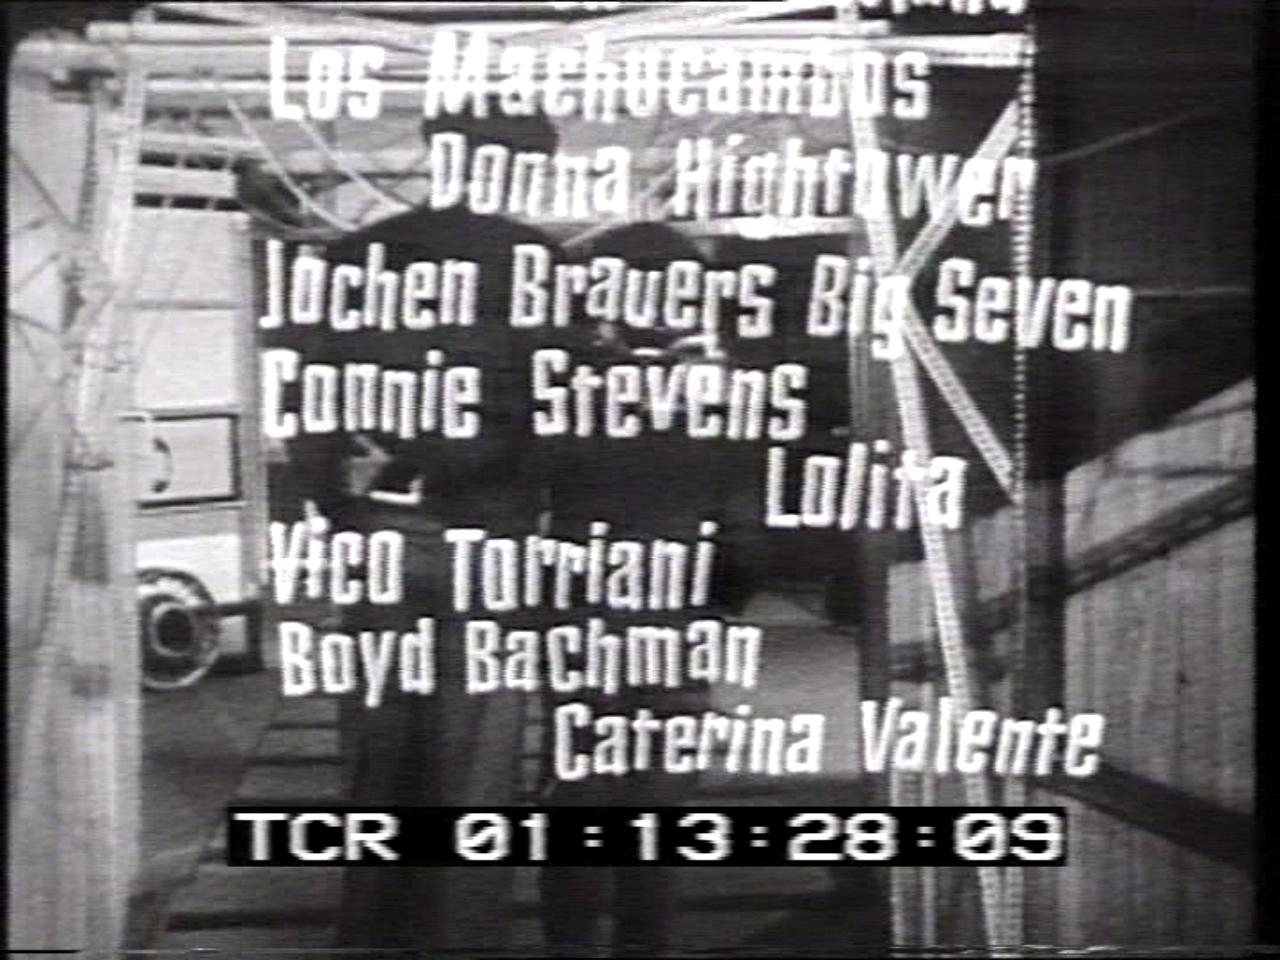 Los Machucambos
Donna Hightower
Jochen Brauers Big Seven
Connie Stevens
Lolita
Vico Torriani
Boyd Bachman
Caterina Valente
TCR 01:13:28:09